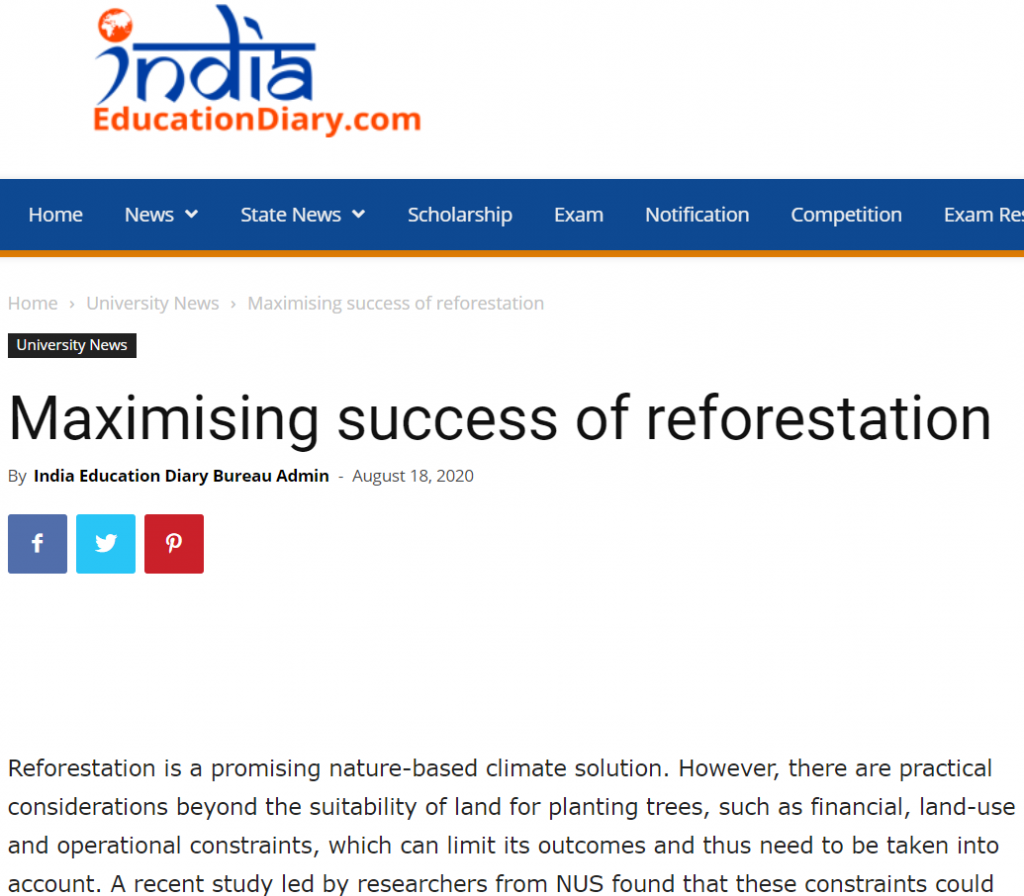 india
EducationDiary.com
Home News State News Scholarship Exam Notification Competition Exam Res
Home › University News › Maximising success of reforestation
University News
Maximising success of reforestation
By India Education Diary Bureau Admin - August 18, 2020
Reforestation is a promising nature-based climate solution. However, there are practical
considerations beyond the suitability of land for planting trees, such as financial, land-use
and operational constraints, which can limit its outcomes and thus need to be taken into
account. A recent study led by researchers from NUS found that these constraints could